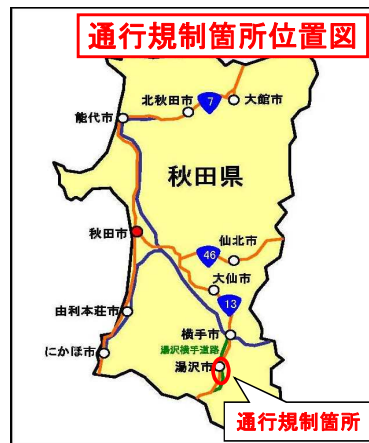 通行規制箇所位置図
北秋田市
7
大館市
能代市
秋田県
秋田市
仙北市
46
大仙市
13
由利本荘市
横手市
湯沢横手道路
にかほ市
湯沢市
通行規制箇所